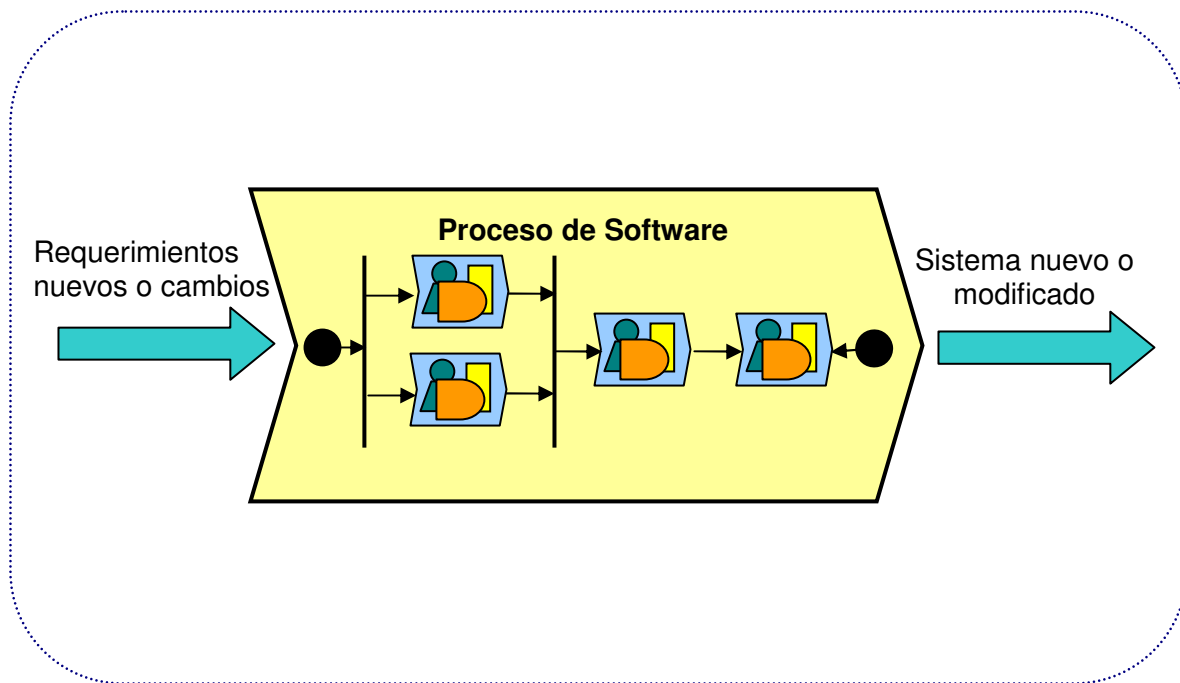 Proceso de Software
Requerimientos
nuevos o cambios
Sistema nuevo o
modificado